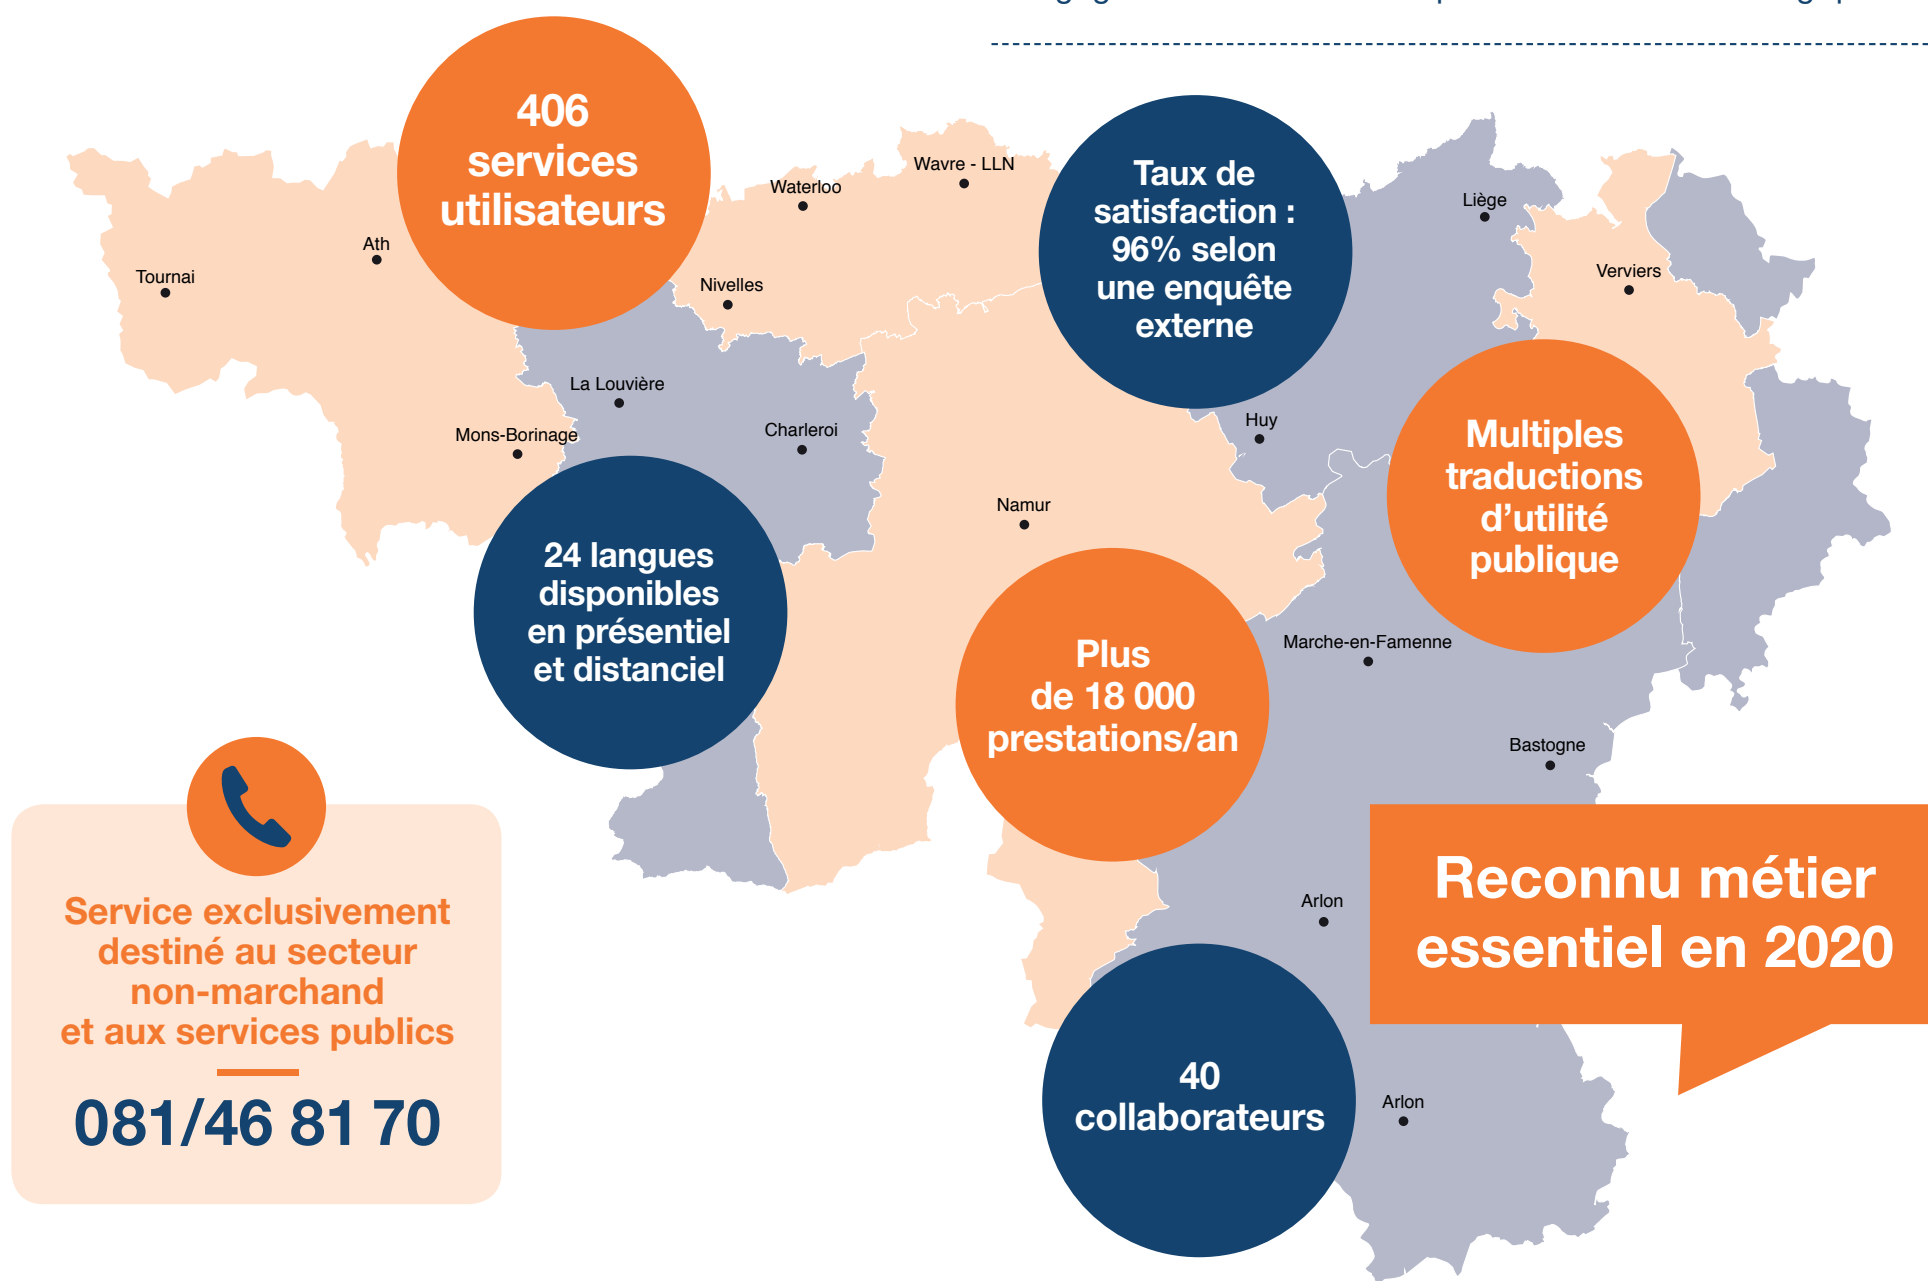 406
services
utilisateurs
Wavre - LLN
Waterloo
Taux de
satisfaction :
96% selon
une enquête
externe
Liège
Ath
Tournai
Nivelles
Verviers
La Louvière
Mons-Borinage
Charleroi
Huy
Multiples
traductions
d’utilité
publique
Namur
24 langues
disponibles
en présentiel
et distanciel
Plus
de 18 000
prestations/an
Marche-en-Famenne
Bastogne
Reconnu métier
essentiel en 2020
Service exclusivement
destiné au secteur
non-marchand
et aux services publics
081/46 81 70
Arlon
40
collaborateurs
Arlon